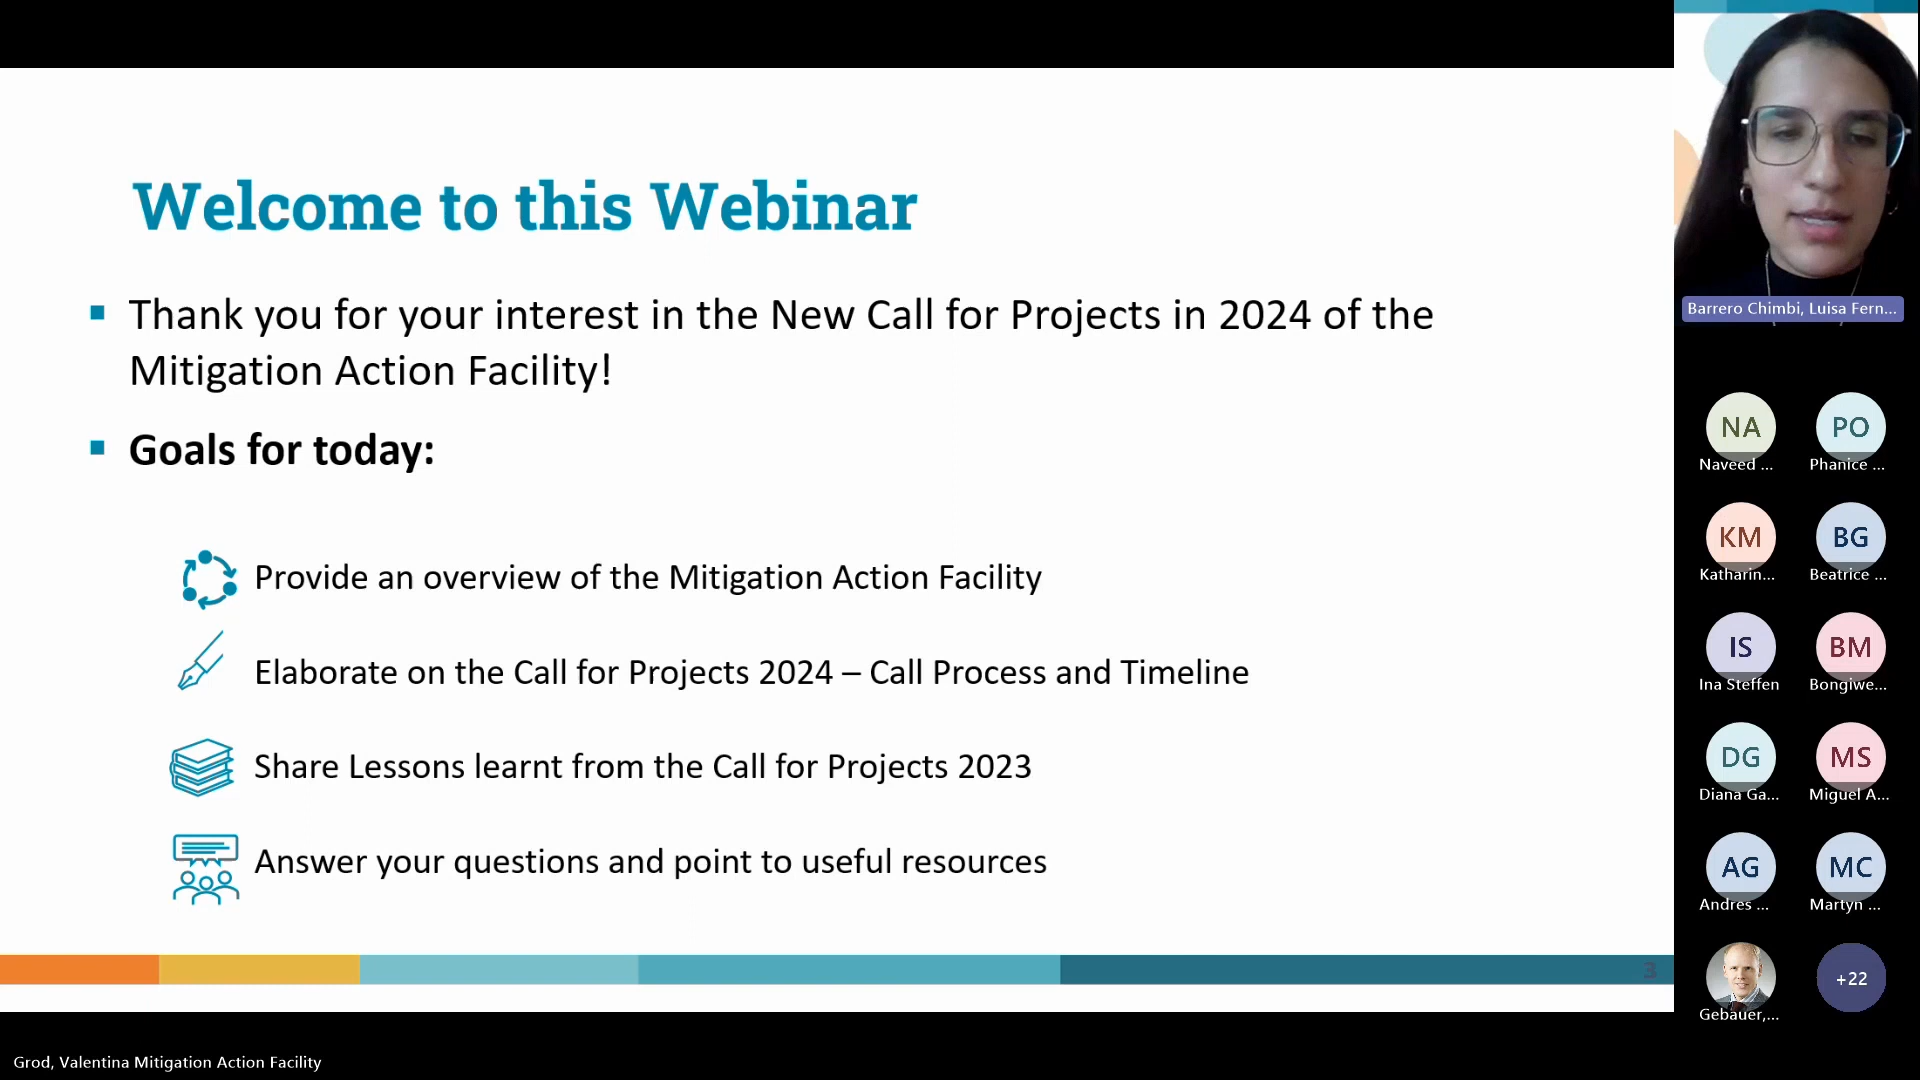 Welcome to this Webinar
Thank you for your interest in the New Call for Projects in 2024 of the
Mitigation Action Facility!
Goals for today:
Provide an overview of the Mitigation Action Facility
Elaborate on the Call for Projects 2024 – Call Process and Timeline
Share Lessons learnt from the Call for Projects 2023
Answer your questions and point to useful resources
3
Grod, Valentina Mitigation Action Facility
Barrero Chimbi, Luisa Fern...
NA
PO
Naveed ...
Phanice ...
KM
BG
Katharin...
Beatrice ...
IS
BM
Ina Steffen
Bongiwe...
DG
MS
Diana Ga...
Miguel A...
AG
MC
Andres ...
Martyn ...
+22
Gebauer,...